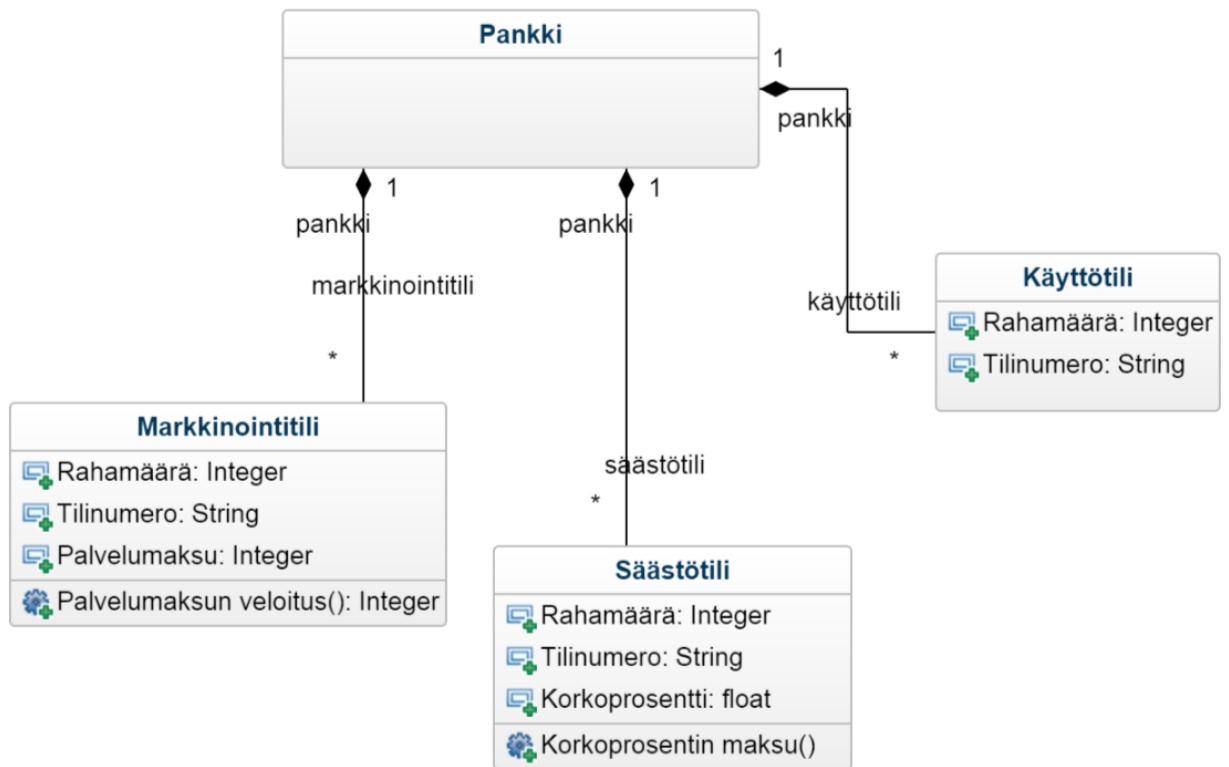 Pankki
1
pankki
1
pankki
1
pankki
markkinointitili
*
säästötili
*
käyttötili
*
Käyttötili
Rahamäärä: Integer
Tilinumero: String
Markkinointitili
Rahamäärä: Integer
Tilinumero: String
Palvelumaksu: Integer
Palvelumaksun veloitus(): Integer
Säästötili
Rahamäärä: Integer
Tilinumero: String
Korkoprosentti: float
Korkoprosentin maksu()